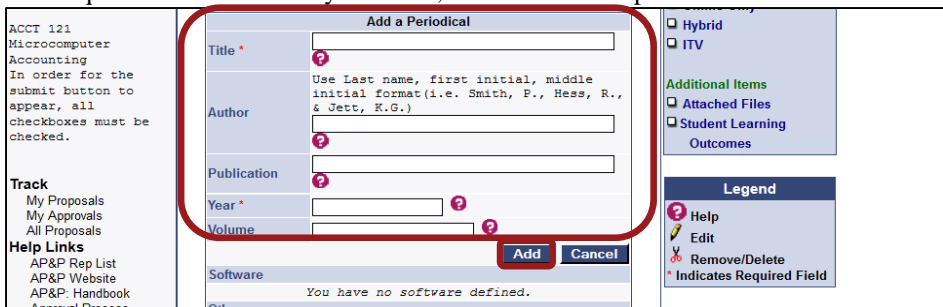 ACCT 121
Microcomputer
Accounting
In order for the
submit button to
appear, all
checkboxes must be
checked.
Track
My Proposals
My Approvals
All Proposals
Help Links
AP&P Rep List
AP&P Website
AP&P: Handbook
Add a Periodical
Title *
Use Last name, first initial, middle
initial format(i.e. Smith, P., Hess, R.,
& Jett, K.G.)
Author
Publication
Year *
Volume
Add Cancel
Software
You have no software defined.
Hybrid
ITV
Additional Items
Attached Files
Student Learning
Outcomes
Legend
? Help
Edit
Remove/Delete
* Indicates Required Field